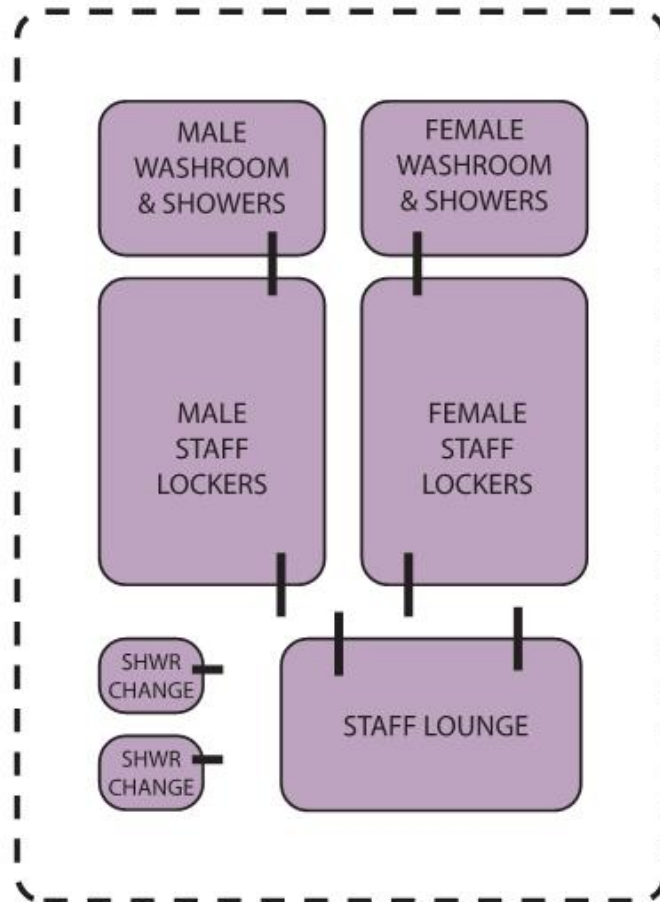 MALE
WASHROOM
& SHOWERS
FEMALE
WASHROOM
& SHOWERS
MALE
STAFF
LOCKERS
FEMALE
STAFF
LOCKERS
SHWR
CHANGE
STAFF LOUNGE
SHWR
CHANGE